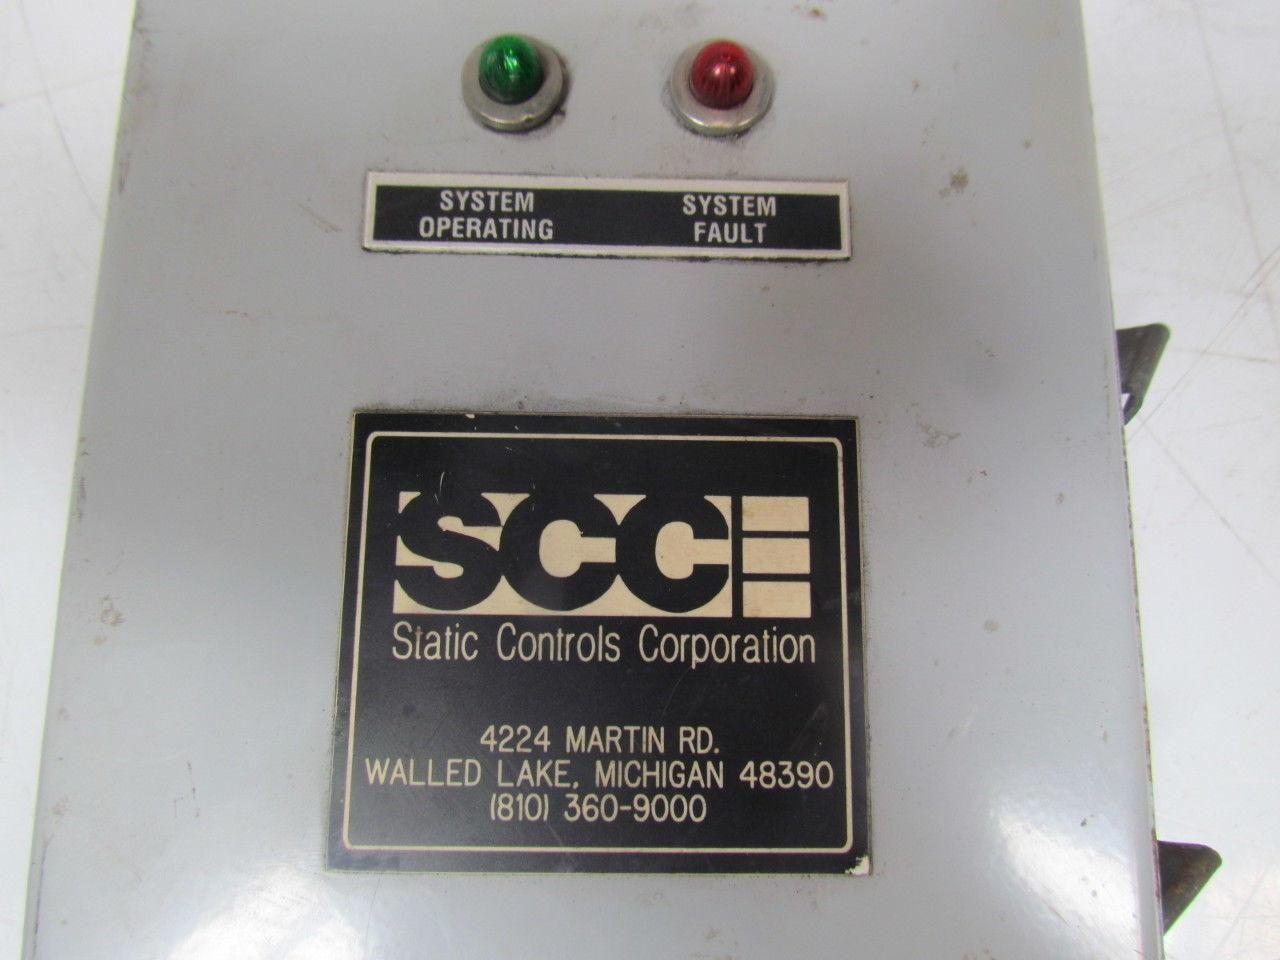 SYSTEM OPERATING
SYSTEM FAULT
SCC
Static Controls Corporation
4224 MARTIN RD.
WALLED LAKE, MICHIGAN 48390
(810) 360-9000